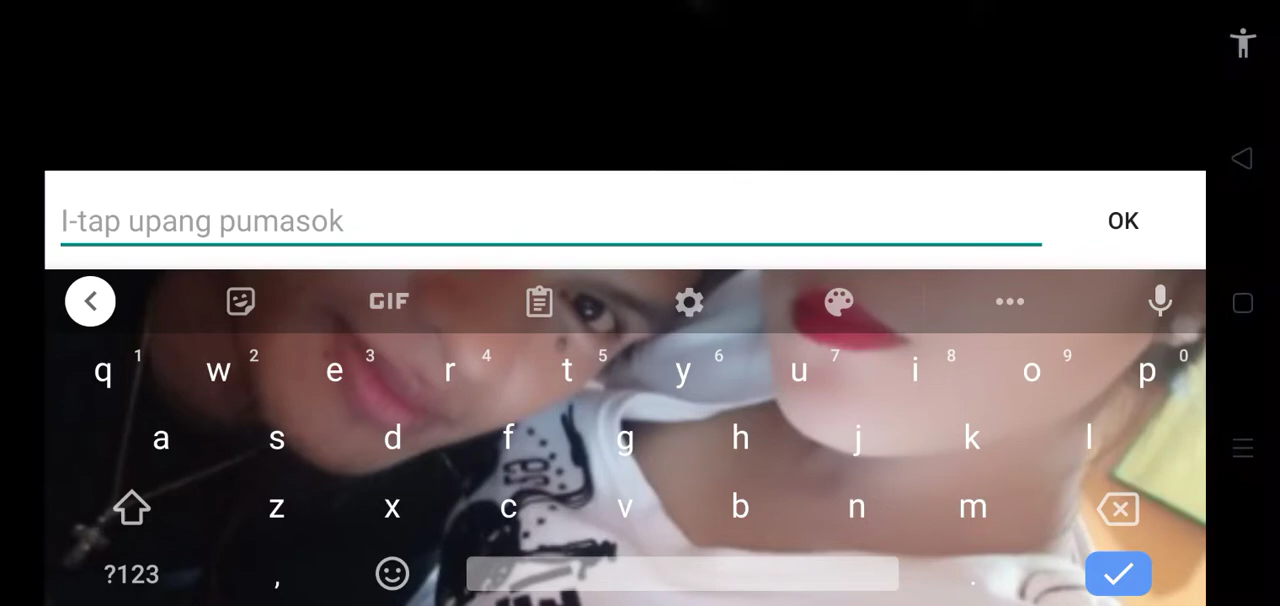 I-tap upang pumasok OK
GIF
q 1 w 2 e 3 r 4 t 5 y 6 u 7 i 8 o 9 p 0
a s d f g h j k l
z x c v b n m
?123 , .